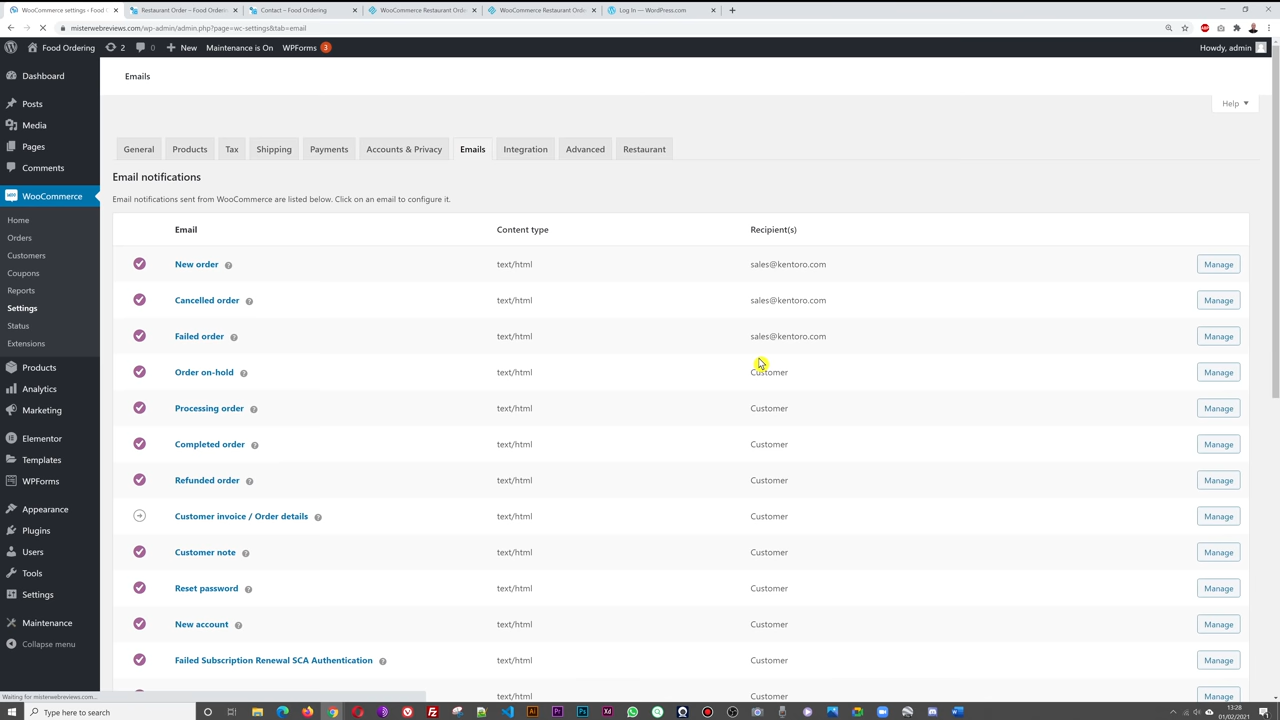 WooCommerce settings ‹ Food
Restaurant Order – Food Orderin
Contact – Food Ordering
WooCommerce Restaurant Orde
WooCommerce Restaurant Orde
Log In — WordPress.com
misterwebreviews.com/wp-admin/admin.php?page=wc-settings&tab=email
Food Ordering
2
0
New
Maintenance is On
WPForms
3
Howdy, admin
Dashboard
Posts
Media
Pages
Comments
WooCommerce
Home
Orders
Customers
Coupons
Reports
Settings
Status
Extensions
Products
Analytics
Marketing
Elementor
Templates
WPForms
Appearance
Plugins
Users
Tools
Settings
Maintenance
Collapse menu
Emails
Help
General Products Tax Shipping Payments Accounts & Privacy Emails Integration Advanced Restaurant
Email notifications
Email notifications sent from WooCommerce are listed below. Click on an email to configure it.
Email Content type Recipient(s)
New order text/html sales@kentoro.com Manage
Cancelled order text/html sales@kentoro.com Manage
Failed order text/html sales@kentoro.com Manage
Order on-hold text/html Customer Manage
Processing order text/html Customer Manage
Completed order text/html Customer Manage
Refunded order text/html Customer Manage
Customer invoice / Order details text/html Customer Manage
Customer note text/html Customer Manage
Reset password text/html Customer Manage
New account text/html Customer Manage
Failed Subscription Renewal SCA Authentication text/html Customer Manage
text/html Customer Manage
Waiting for misterwebreviews.com...
Type here to search
13:28
01/02/2021